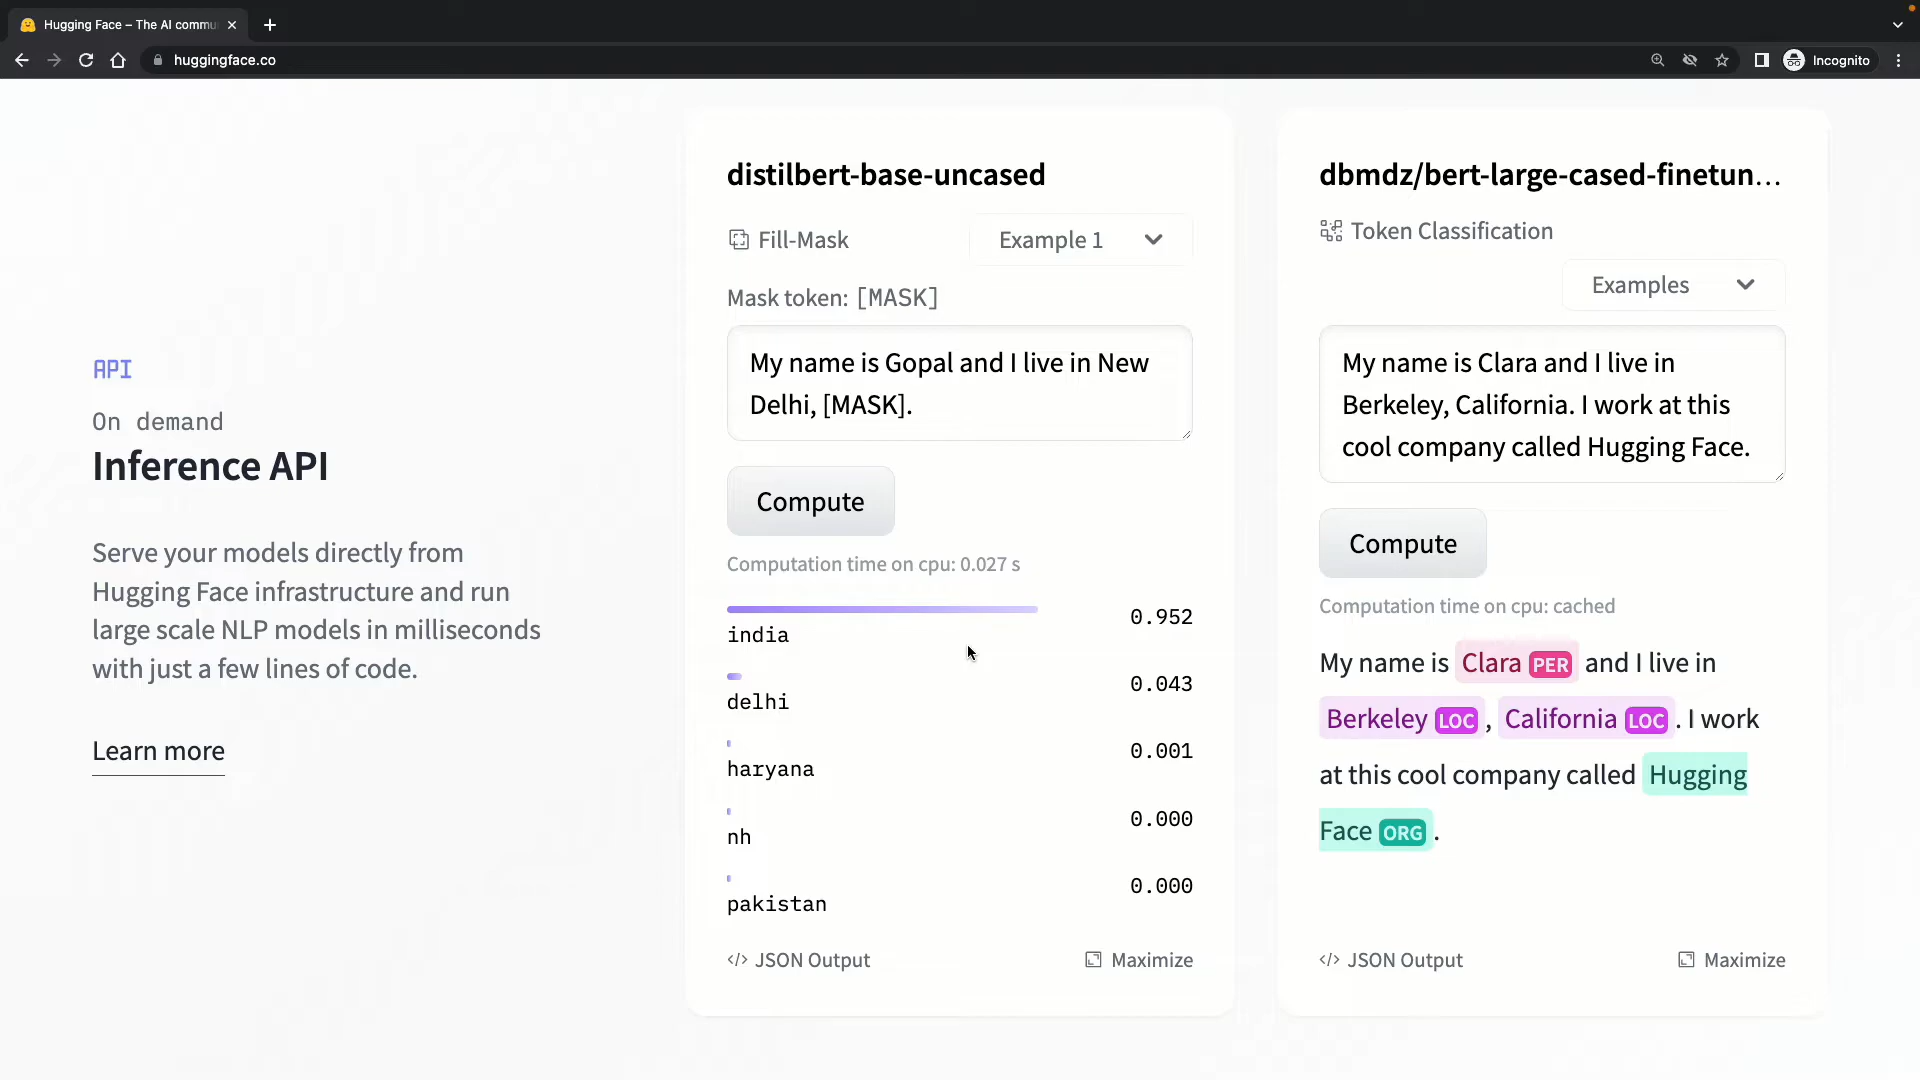 Hugging Face – The AI commu
huggingface.co
Incognito
API
On demand
Inference API
Serve your models directly from
Hugging Face infrastructure and run
large scale NLP models in milliseconds
with just a few lines of code.
Learn more
distilbert-base-uncased
Fill-Mask
Example 1
Mask token: [MASK]
My name is Gopal and I live in New
Delhi, [MASK].
Compute
Computation time on cpu: 0.027 s
india 0.952
delhi 0.043
haryana 0.001
nh 0.000
pakistan 0.000
</> JSON Output
Maximize
dbmdz/bert-large-cased-finetun...
Token Classification
Examples
My name is Clara and I live in
Berkeley, California. I work at this
cool company called Hugging Face.
Compute
Computation time on cpu: cached
My name is Clara PER and I live in
Berkeley LOC , California LOC . I work
at this cool company called Hugging
Face ORG .
</> JSON Output
Maximize